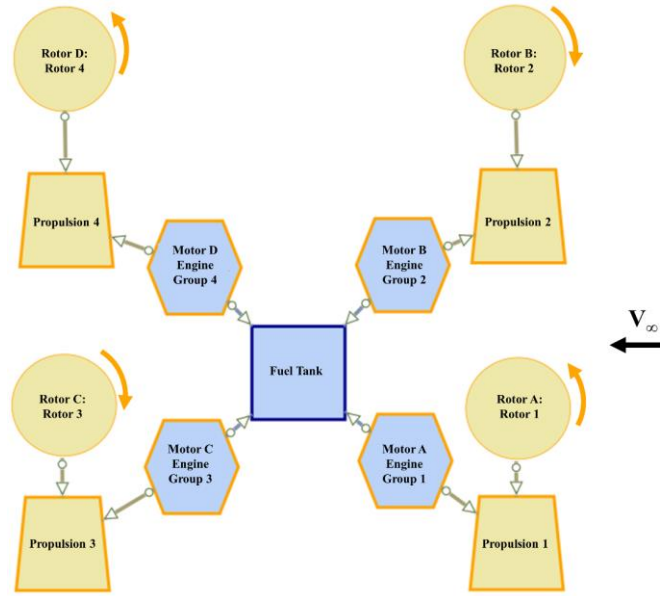 Rotor D:
Rotor 4
Rotor B:
Rotor 2
Propulsion 4
Propulsion 2
Motor D
Engine
Group 4
Motor B
Engine
Group 2
V∞
Fuel Tank
Rotor C:
Rotor 3
Rotor A:
Rotor 1
Motor C
Engine
Group 3
Motor A
Engine
Group 1
Propulsion 3
Propulsion 1